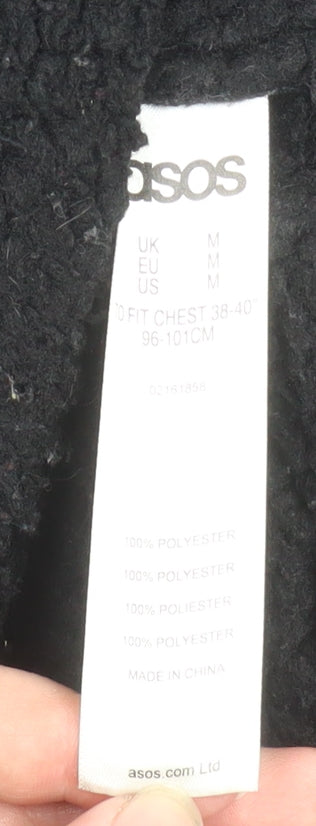 asos
UK M
EU M
US M
TO FIT CHEST 38-40"
96-101CM
02161898
100% POLYESTER
100% POLYESTER
100% POLIESTER
100% POLYESTER
MADE IN CHINA
asos.com Ltd